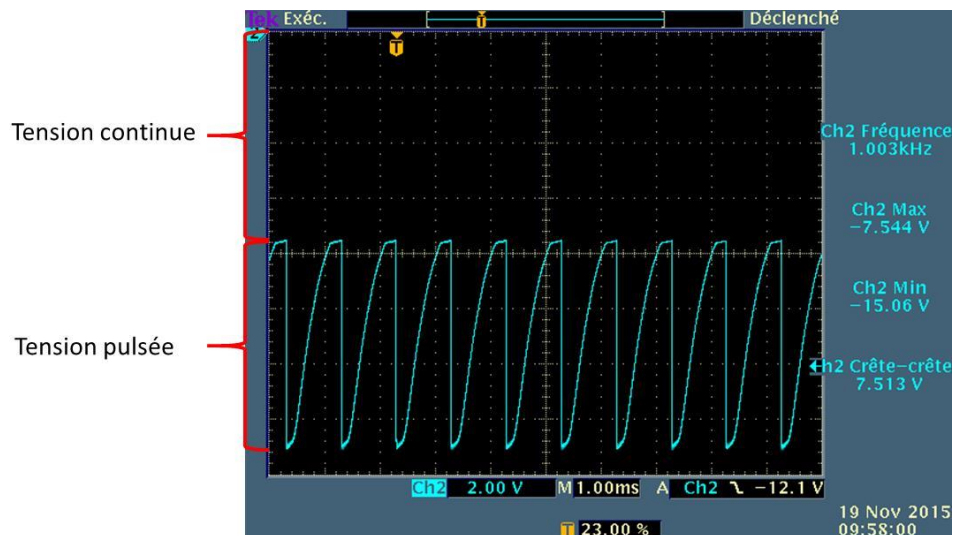 Tek Exéc.
Déclenché
T
2
T
Tension continue
Ch2 Fréquence
1.003kHz
Ch2 Max
−7.544 V
Ch2 Min
−15.06 V
Tension pulsée
Ch2 Crête−crête
7.513 V
Ch2 2.00 V M 1.00ms A Ch2 −12.1 V
19 Nov 2015
T 23.00 %
09:58:00